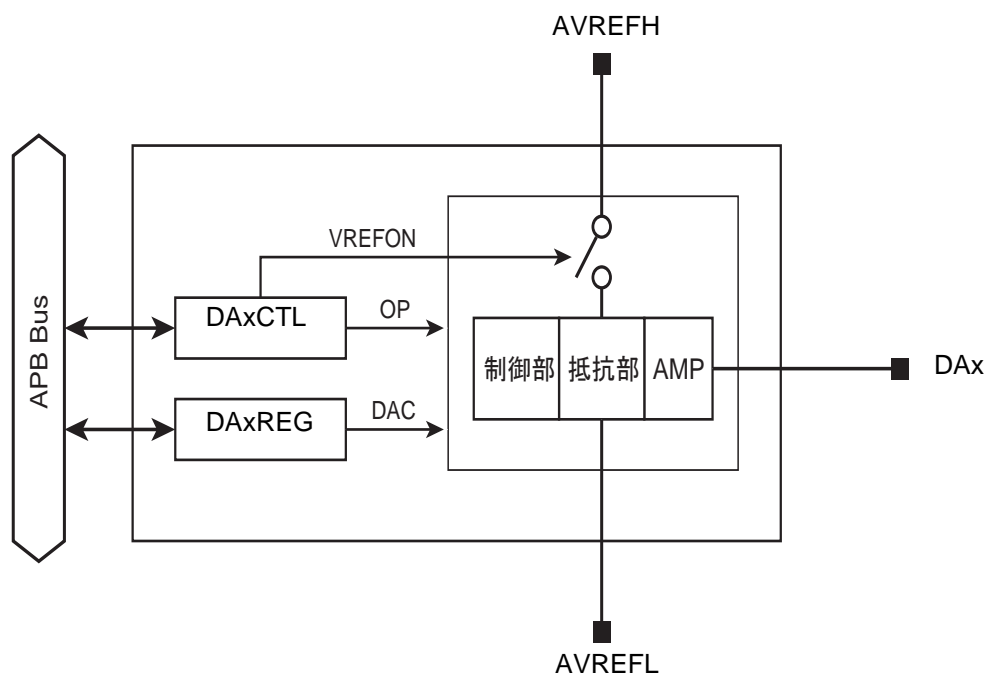 AVREFH
VREFON
APB Bus
DAxCTL
OP
制御部
抵抗部
AMP
DAx
DAxREG
DAC
AVREFL